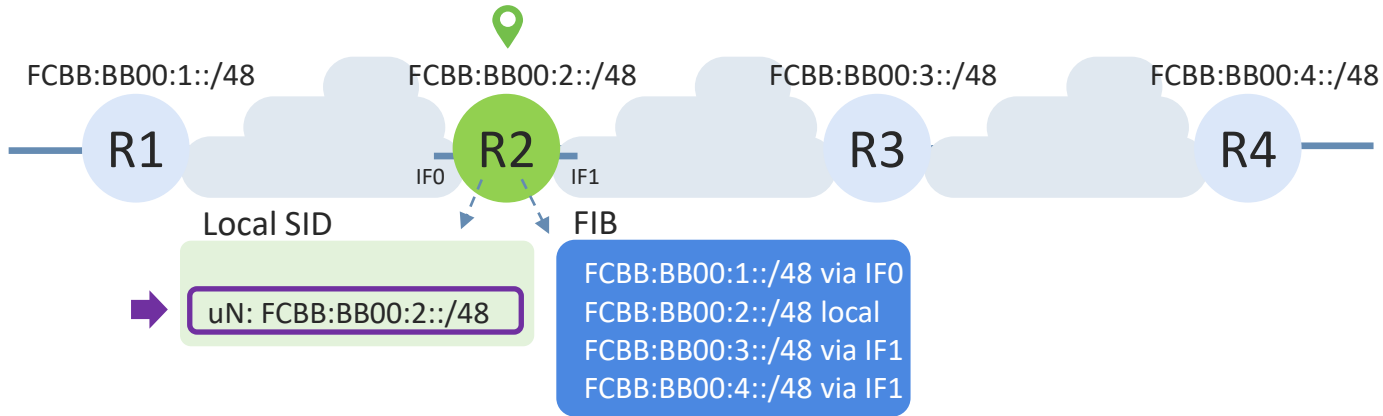 FCBB:BB00:1::/48
FCBB:BB00:2::/48
FCBB:BB00:3::/48
FCBB:BB00:4::/48
R1
R2
R3
R4
IF0
IF1
Local SID
uN: FCBB:BB00:2::/48
FIB
FCBB:BB00:1::/48 via IF0
FCBB:BB00:2::/48 local
FCBB:BB00:3::/48 via IF1
FCBB:BB00:4::/48 via IF1